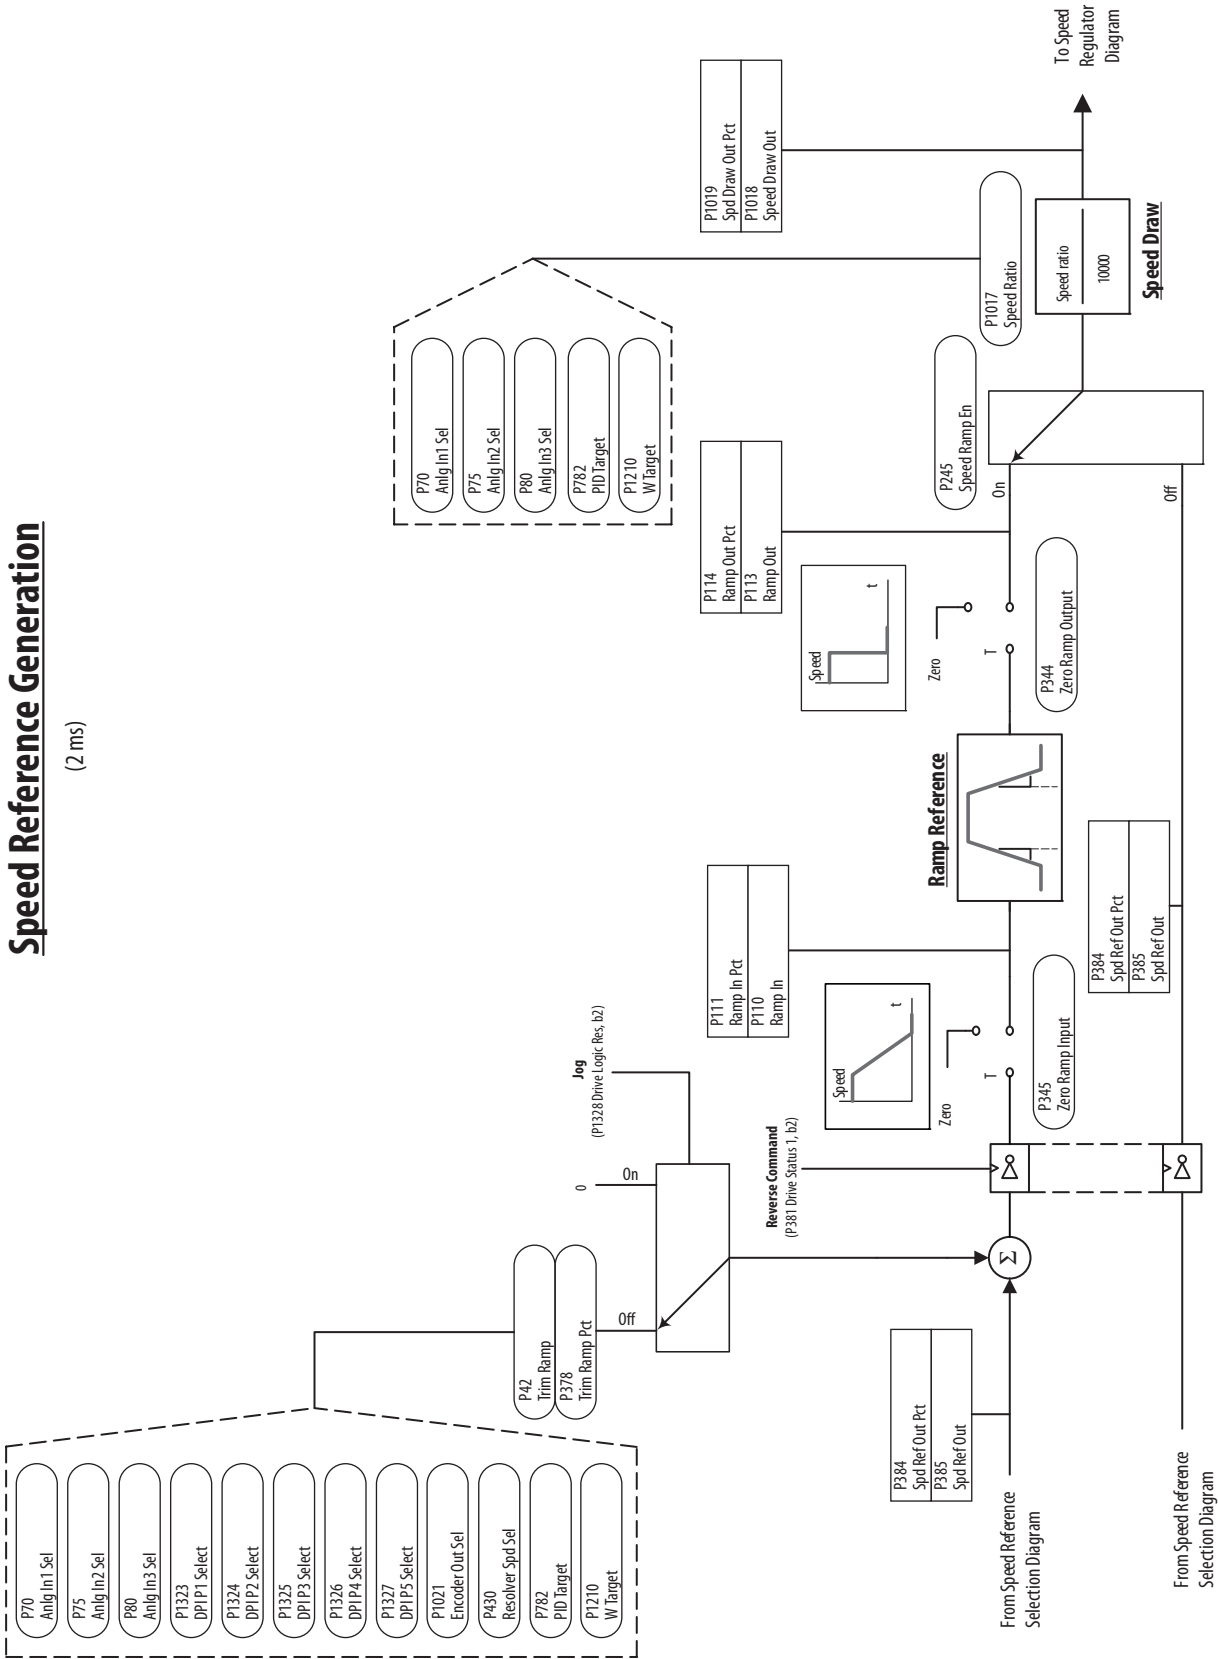 Speed Reference Generation
(2 ms)
P70
Anlg In1 Sel
P75
Anlg In2 Sel
P80
Anlg In3 Sel
P1323
DPI P1 Select
P1324
DPI P2 Select
P1325
DPI P3 Select
P1326
DPI P4 Select
P1327
DPI P5 Select
P1021
Encoder Out Sel
P430
Resolver Spd Sel
P782
PID Target
P1210
W Target
P42
Trim Ramp
P378
Trim Ramp Pct
Off
0
On
Jog
(P1328 Drive Logic Res, b2)
P70
Anlg In1 Sel
P75
Anlg In2 Sel
P80
Anlg In3 Sel
P782
PID Target
P1210
W Target
P384
Spd Ref Out Pct
P385
Spd Ref Out
From Speed Reference
Selection Diagram
Σ
Reverse Command
(P381 Drive Status 1, b2)
Speed
t
Zero
T
P345
Zero Ramp Input
P111
Ramp In Pct
P110
Ramp In
Ramp Reference
Speed
t
Zero
T
P344
Zero Ramp Output
P114
Ramp Out Pct
P113
Ramp Out
P245
Speed Ramp En
On
Off
P1017
Speed Ratio
Speed ratio
10000
Speed Draw
P1019
Spd Draw Out Pct
P1018
Speed Draw Out
To Speed
Regulator
Diagram
From Speed Reference
Selection Diagram
P384
Spd Ref Out Pct
P385
Spd Ref Out